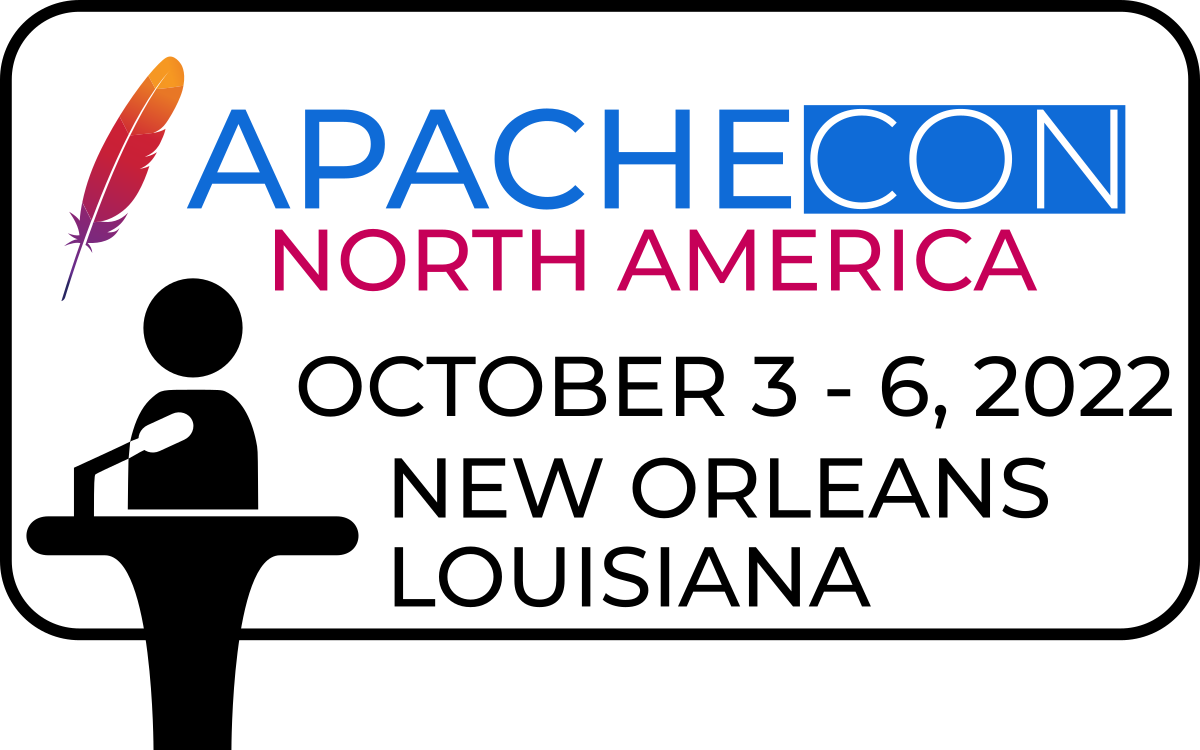 APACHECON
NORTH AMERICA
OCTOBER 3 - 6, 2022
NEW ORLEANS
LOUISIANA